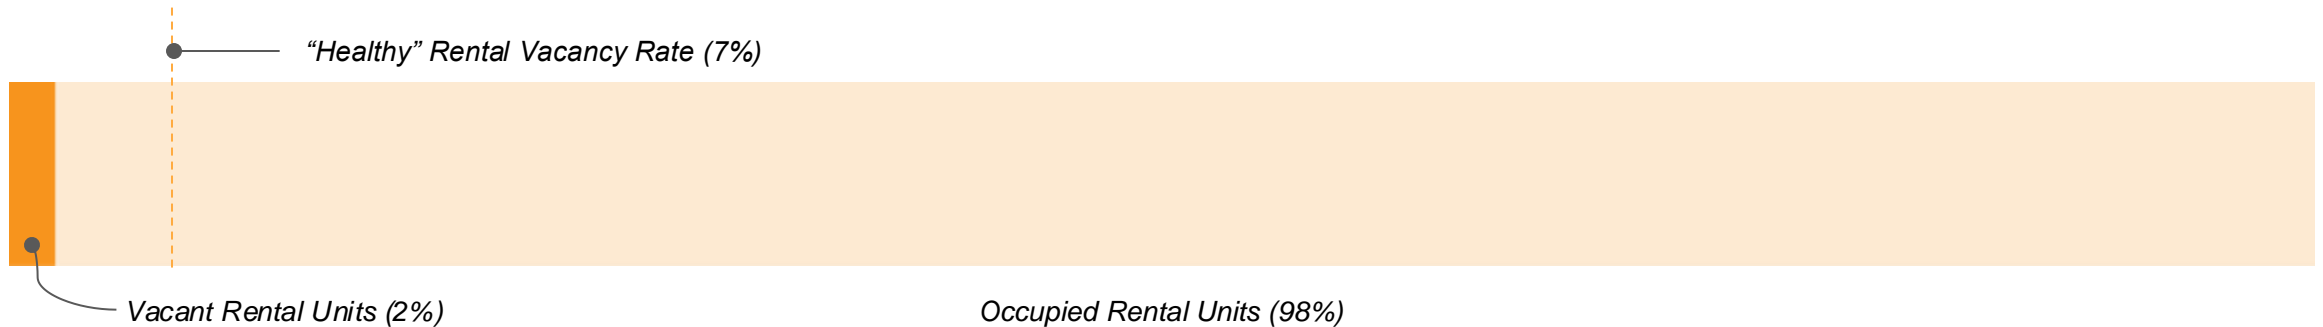 “Healthy” Rental Vacancy Rate (7%)
Vacant Rental Units (2%)
Occupied Rental Units (98%)